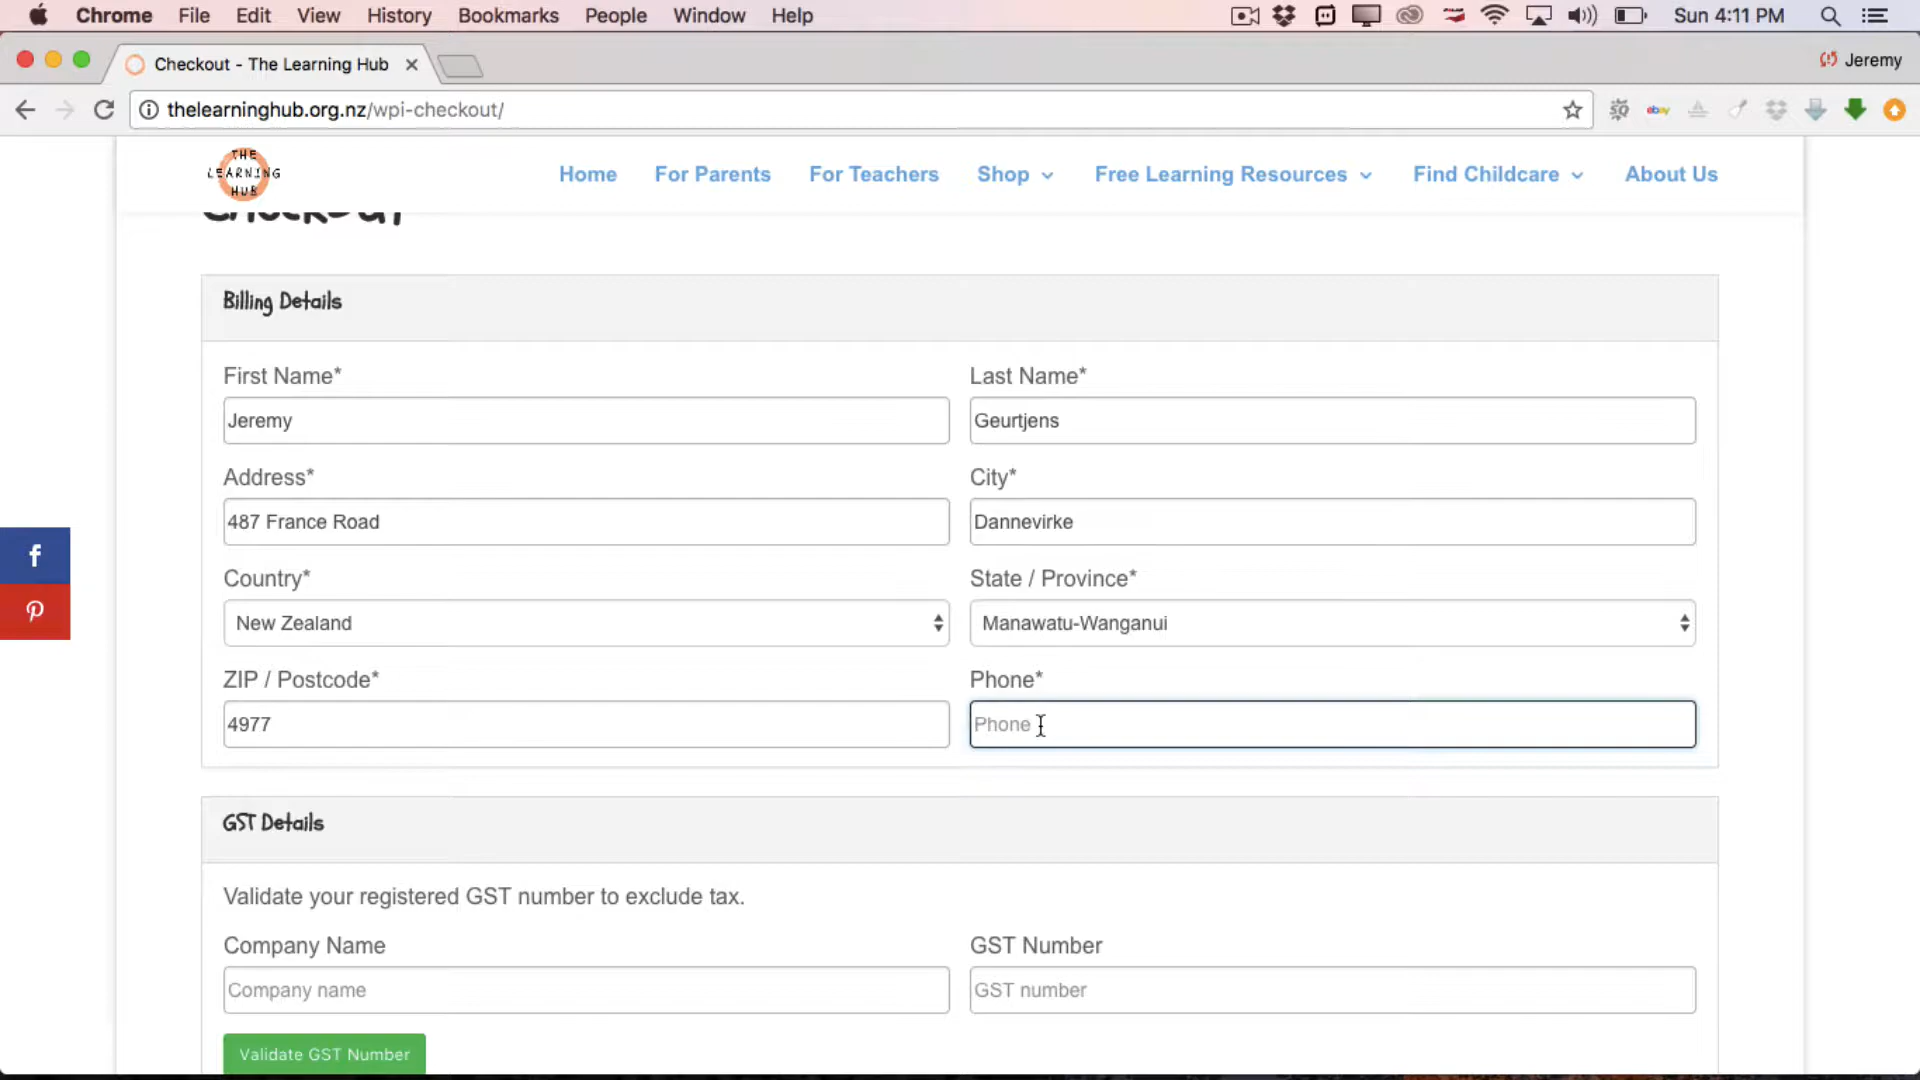 Chrome File Edit View History Bookmarks People Window Help Sun 4:11 PM
Checkout - The Learning Hub Jeremy
thelearninghub.org.nz/wpi-checkout/
ebay
THE
LEARNING
HUB
Home For Parents For Teachers Shop Free Learning Resources Find Childcare About Us
Checkout
Billing Details
First Name* Last Name*
Jeremy Geurtjens
Address* City*
487 France Road Dannevirke
Country* State / Province*
New Zealand Manawatu-Wanganui
ZIP / Postcode* Phone*
4977 Phone
GST Details
Validate your registered GST number to exclude tax.
Company Name GST Number
Company name GST number
Validate GST Number